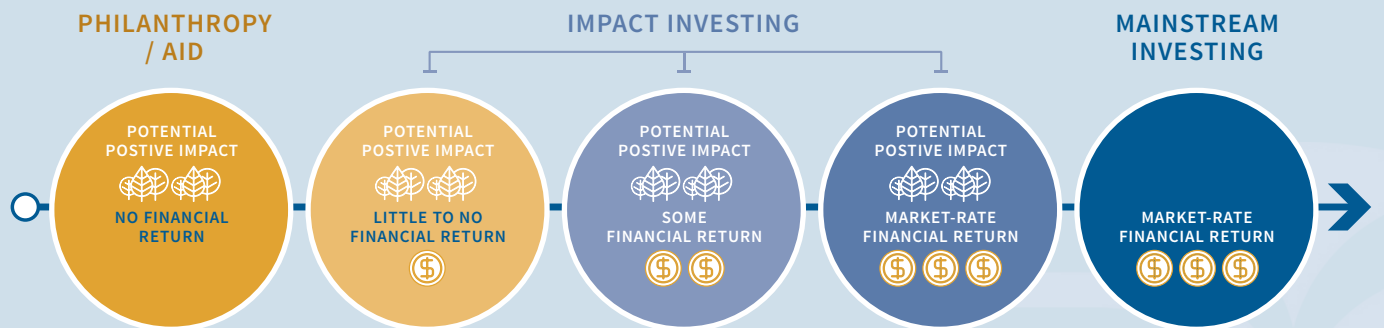 PHILANTHROPY
/ AID
IMPACT INVESTING
MAINSTREAM
INVESTING
POTENTIAL
POSTIVE IMPACT
NO FINANCIAL
RETURN
POTENTIAL
POSTIVE IMPACT
LITTLE TO NO
FINANCIAL RETURN
$
POTENTIAL
POSTIVE IMPACT
SOME
FINANCIAL RETURN
$ $
POTENTIAL
POSTIVE IMPACT
MARKET-RATE
FINANCIAL RETURN
$ $ $
MARKET-RATE
FINANCIAL RETURN
$ $ $